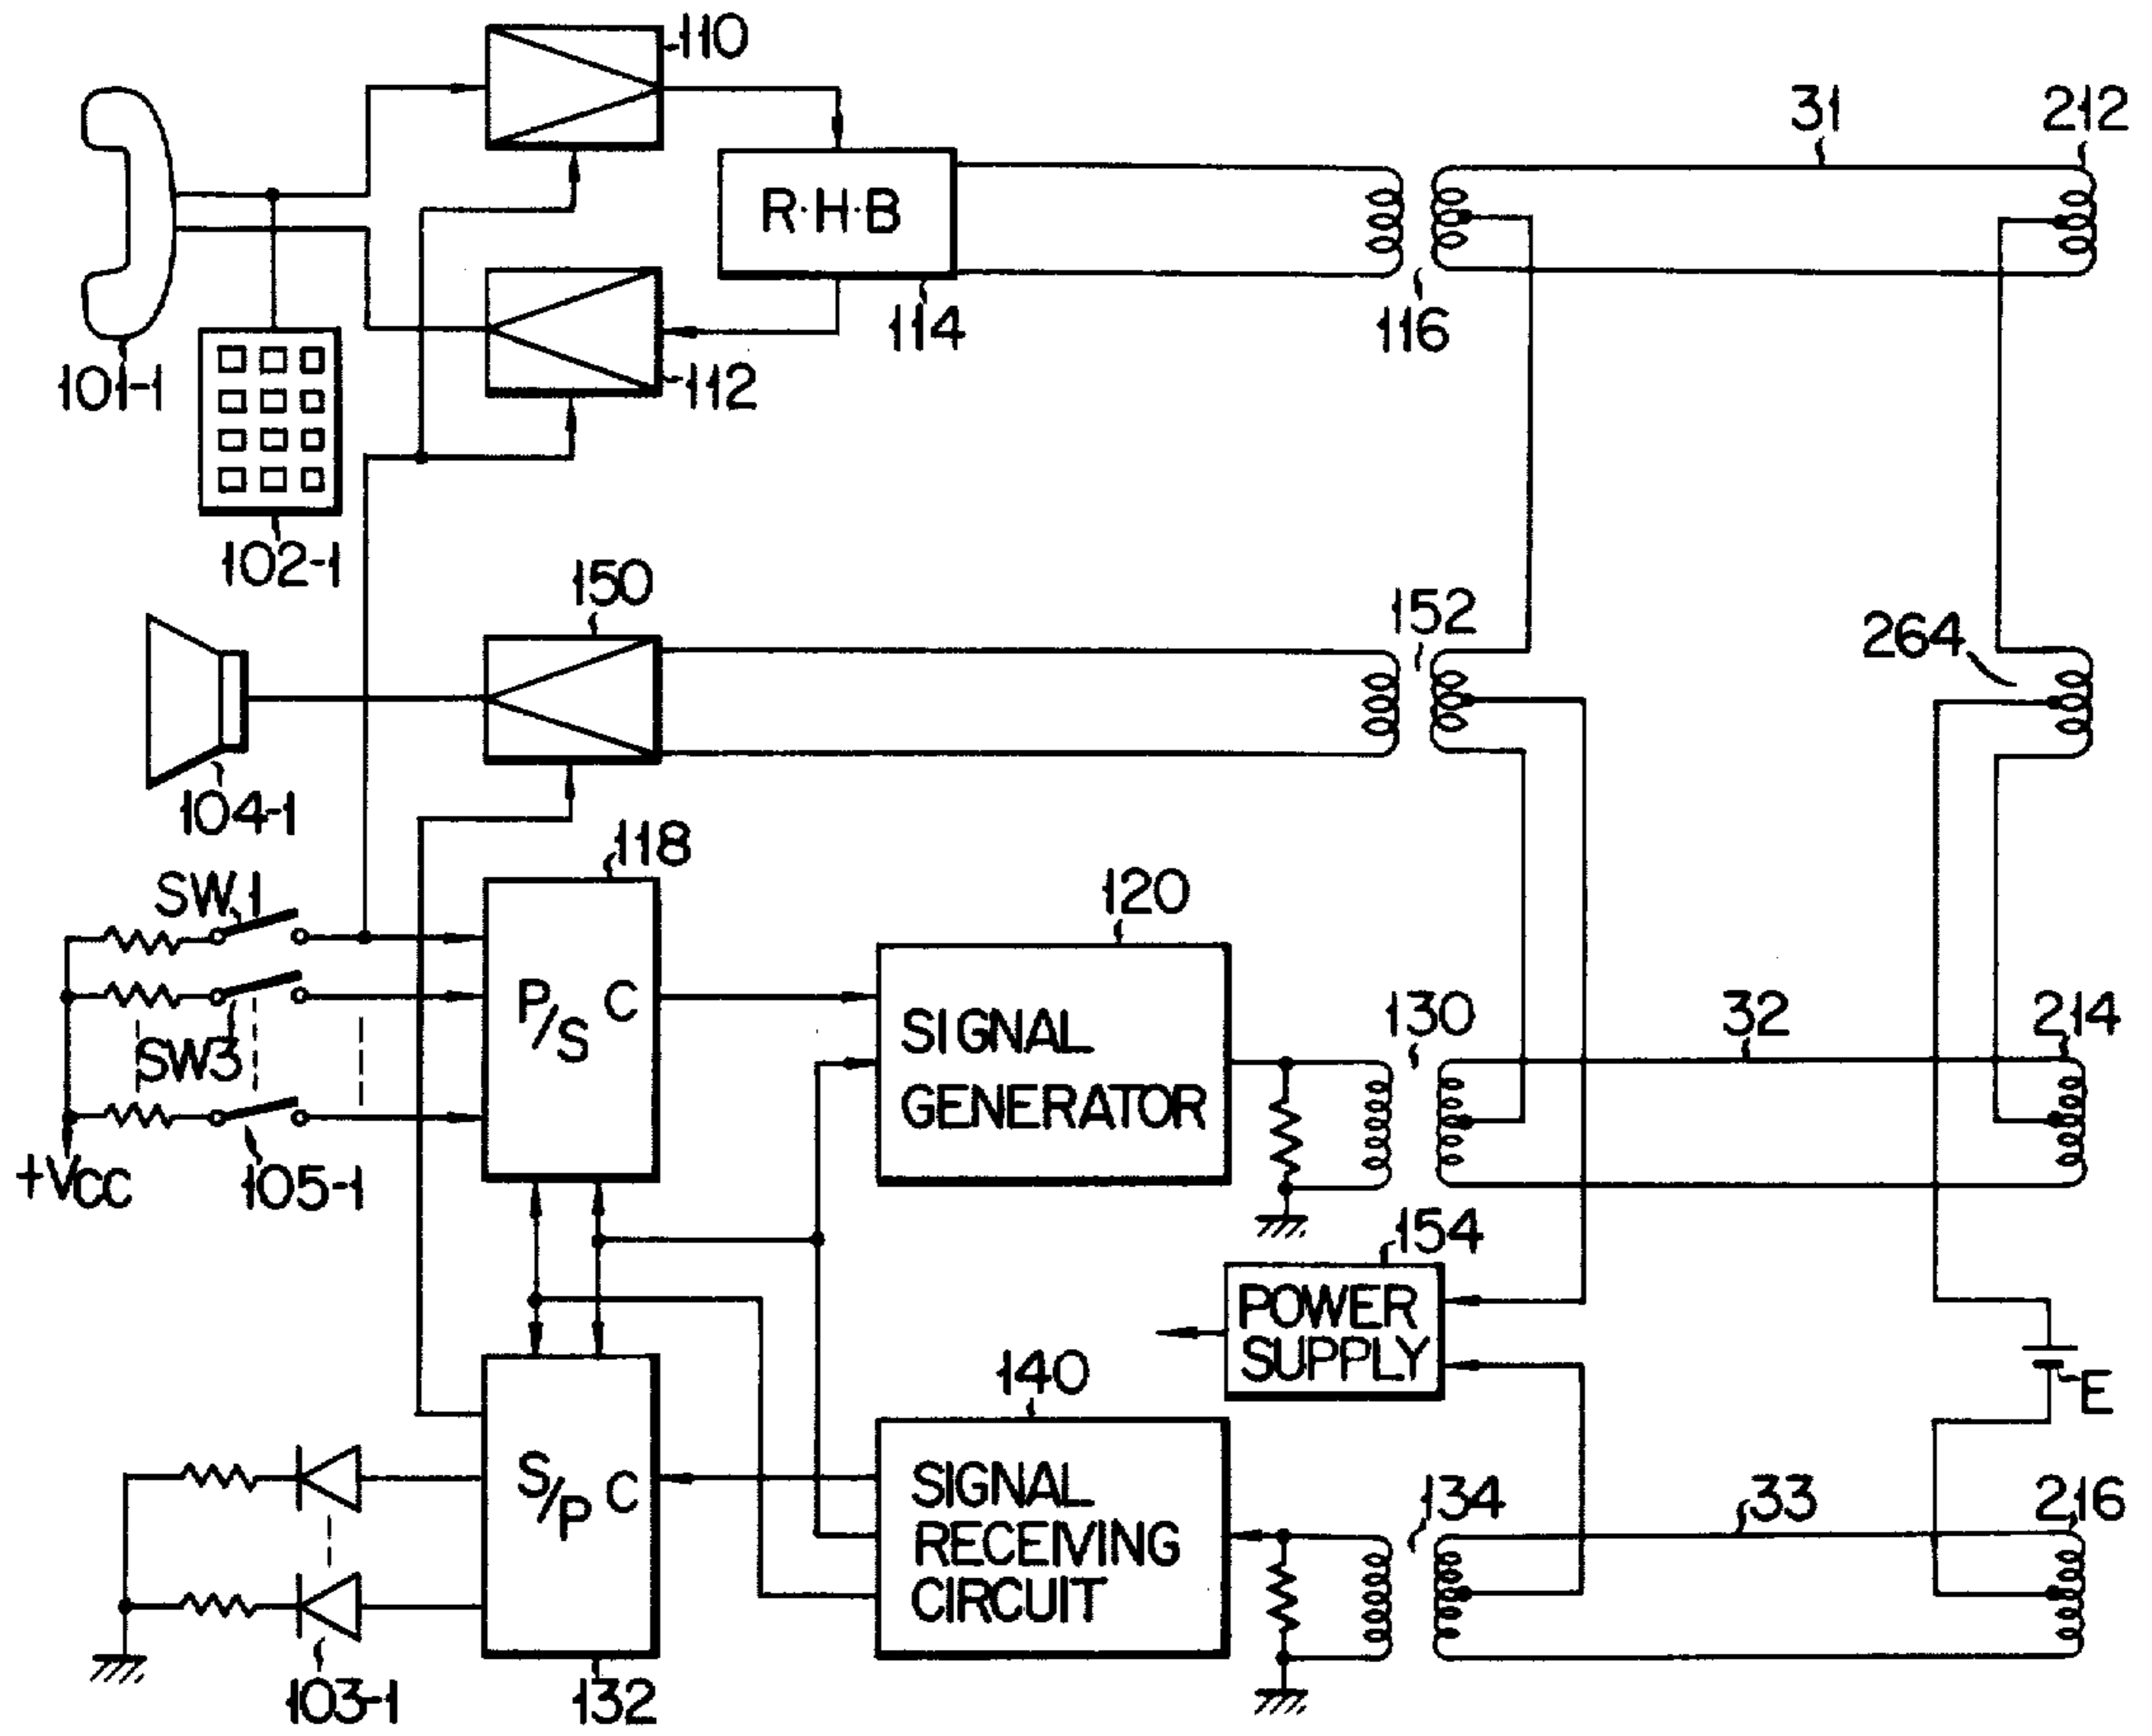 110
31
212
R·H·B
114
116
101-1
112
102-1
150
152
264
104-1
118
SW1
120
P/S C
SIGNAL
GENERATOR
130
32
214
SW3
+VCC
105-1
154
POWER
SUPPLY
140
E
S/P C
SIGNAL
RECEIVING
CIRCUIT
134
33
216
103-1
132